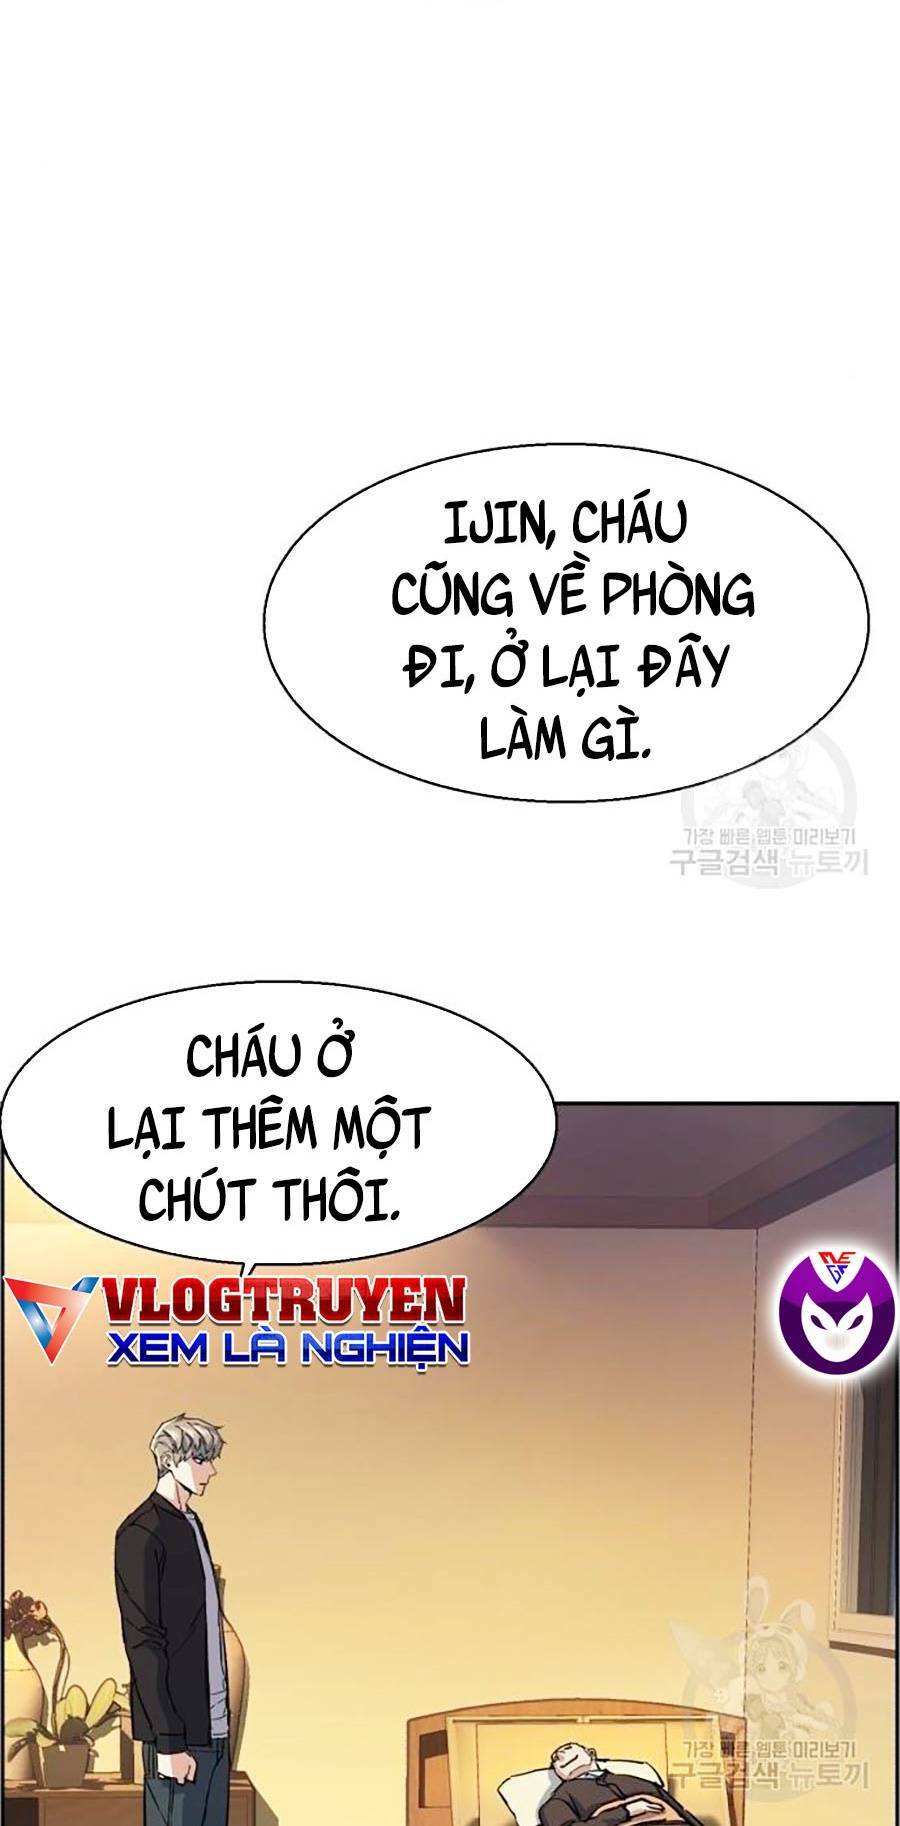 IJIN, CHÁU
CŨNG VỀ PHÒNG
ĐI, Ở LẠI ĐÂY
LÀM GÌ.
가장 빠른 웹툰 미리보기
구글검색 뉴토끼
CHÁU Ở
LẠI THÊM MỘT
CHÚT THÔI.
VLOGTRUYEN
XEM LÀ NGHIỆN
가장 빠른 웹툰 미리보기
구글검색 뉴토끼